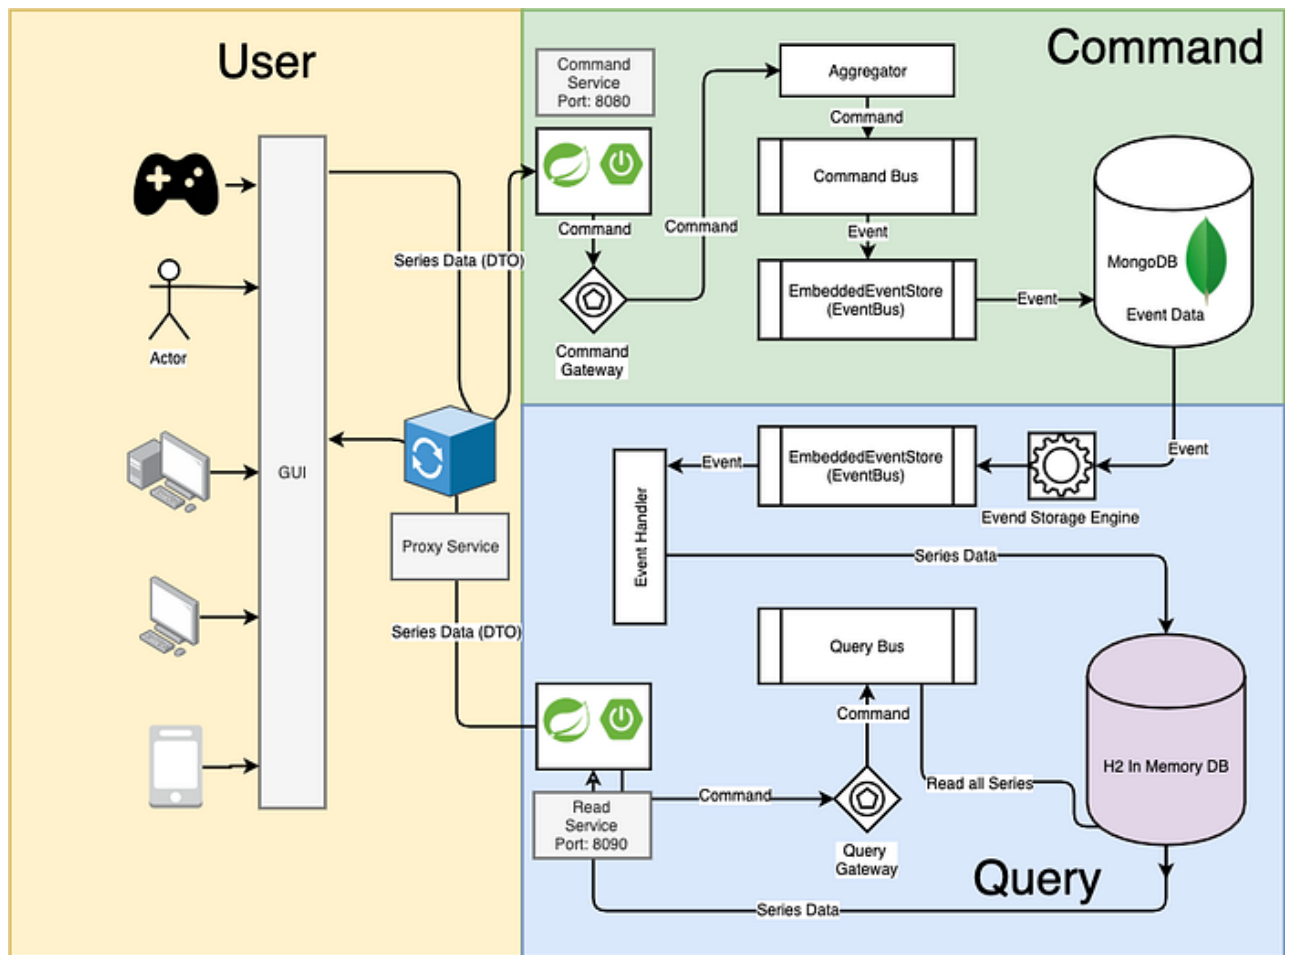 User
Command
Command
Service
Port: 8080
Aggregator
Command
Command Bus
Command
Command
Event
Series Data (DTO)
MongoDB
EmbeddedEventStore
(EventBus)
Event
Event Data
Actor
Command
Gateway
GUI
Event
EmbeddedEventStore
(EventBus)
Event
Evend Storage Engine
Event Handler
Proxy Service
Series Data
Series Data (DTO)
Query Bus
Command
H2 In Memory DB
Read all Series
Command
Read
Service
Port: 8090
Query
Gateway
Query
Series Data